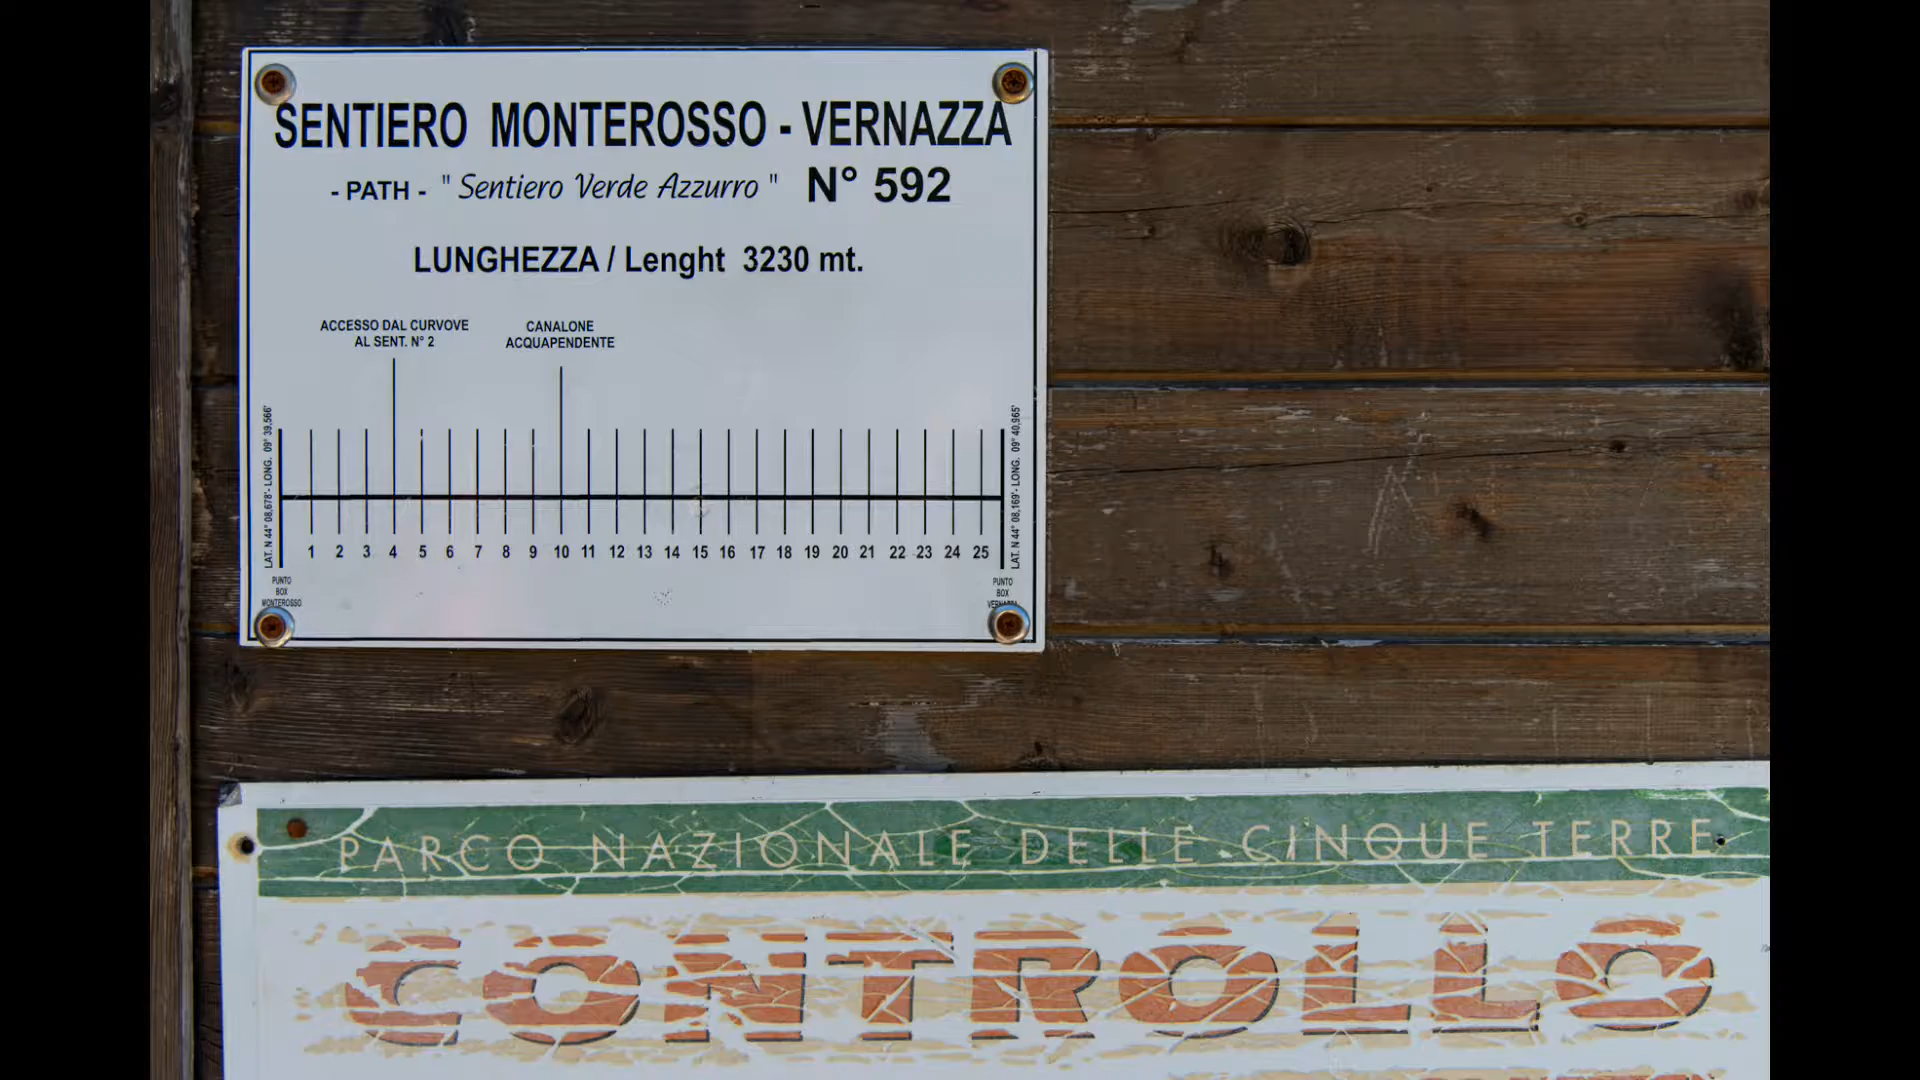 SENTIERO MONTEROSSO - VERNAZZA
- PATH - " Sentiero Verde Azzurro " N° 592
LUNGHEZZA / Lenght 3230 mt.
ACCESSO DAL CURVOVE
AL SENT. N° 2
CANALONE
ACQUAPENDENTE
LAT. N 44° 08,678'- LONG. 09° 39,566'
LAT. N 44° 08,169'- LONG. 09° 40,965'
1 2 3 4 5 6 7 8 9 10 11 12 13 14 15 16 17 18 19 20 21 22 23 24 25
PUNTO
BOX
MONTEROSSO
PUNTO
BOX
VERNAZZA
PARCO NAZIONALE DELLE CINQUE TERRE
CONTROLLO